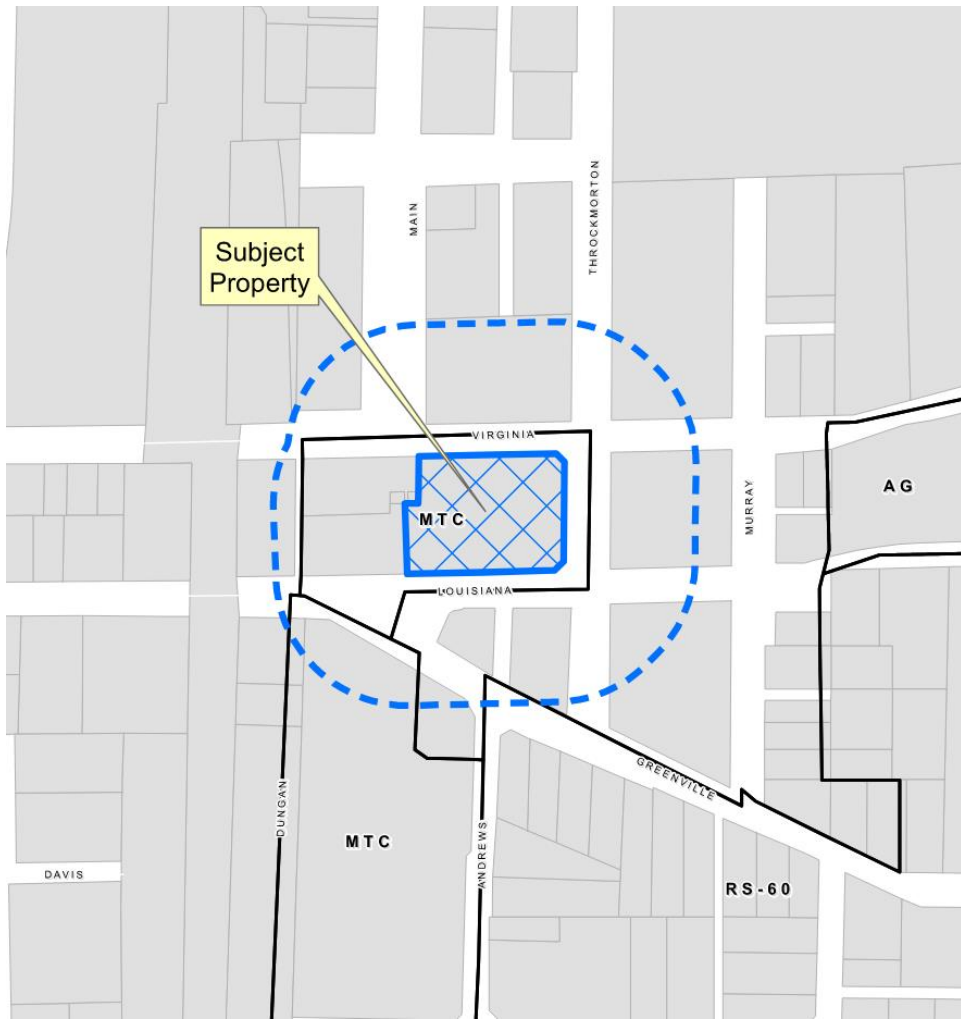 MAIN
THROCKMORTON
Subject
Property
VIRGINIA
MTC
LOUISIANA
MURRAY
AG
GREENVILLE
DUNGAN
MTC
ANDREWS
DAVIS
RS-60